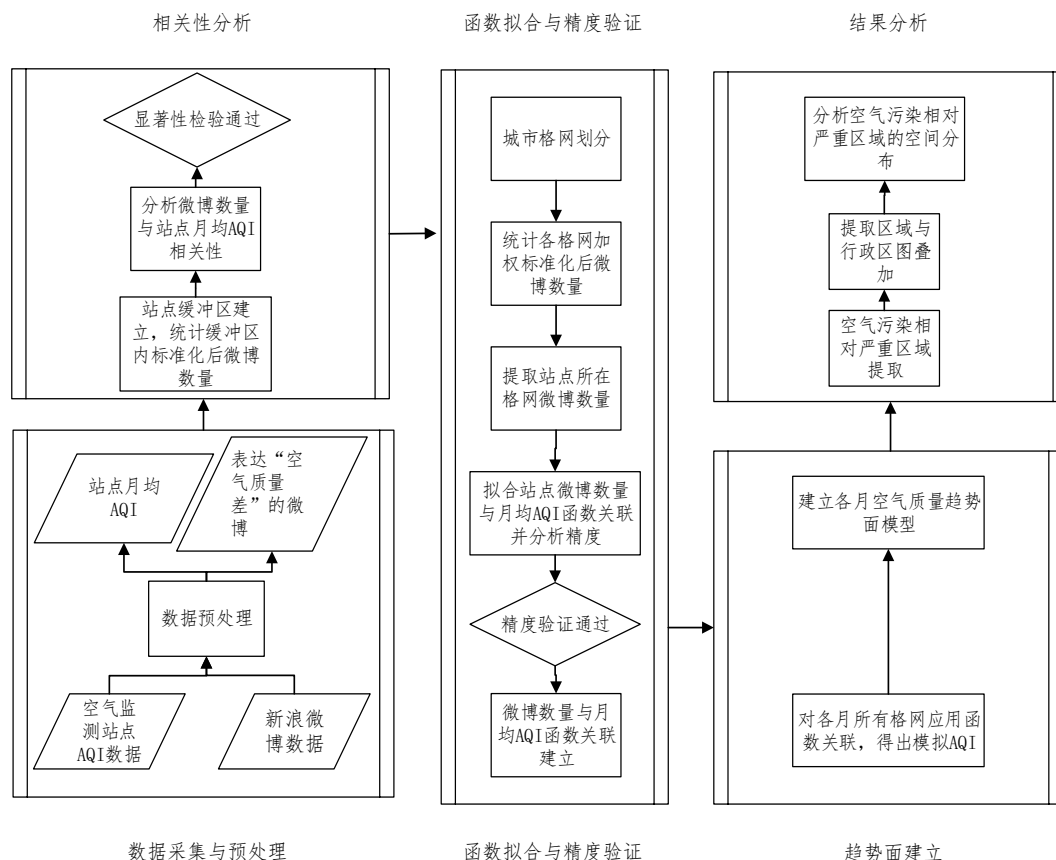 相关性分析
函数拟合与精度验证
结果分析
显著性检验通过
分析微博数量
与站点月均AQI
相关性
站点缓冲区建
立，统计缓冲区
内标准化后微博
数量
站点月均
AQI
表达“空
气质量
差”的微
博
数据预处理
空气监
测站点
AQI数据
新浪微
博数据
城市格网划分
统计各格网加
权标准化后微
博数量
提取站点所在
格网微博数量
拟合站点微博数量
与月均AQI函数关联
并分析精度
精度验证通过
微博数量与月
均AQI函数关联
建立
分析空气污染相对
严重区域的空间分
布
提取区域与
行政区图叠
加
空气污染相
对严重区域
提取
建立各月空气质量趋势
面模型
对各月所有格网应用函
数关联，得出模拟AQI
数据采集与预处理
函数拟合与精度验证
趋势面建立